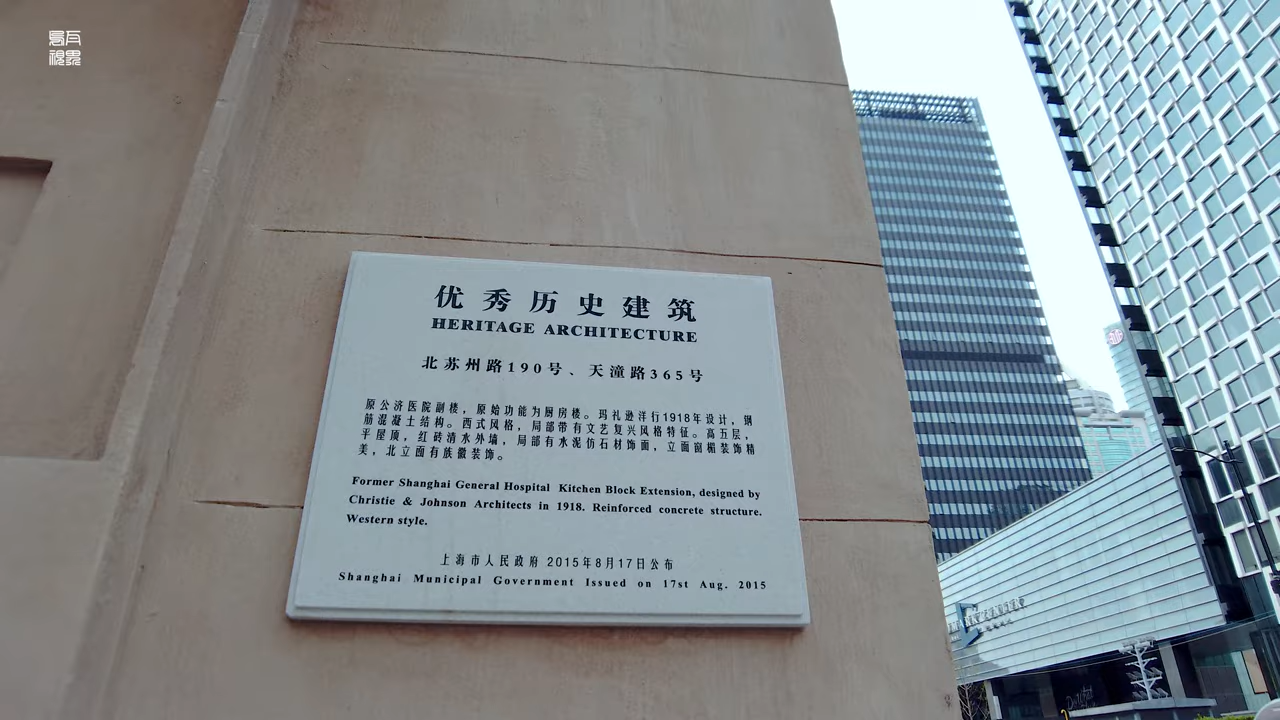 优秀历史建筑
HERITAGE ARCHITECTURE
北苏州路190号、天潼路365号
原公济医院副楼，原始功能为厨房楼。玛礼逊洋行1918年设计，钢
筋混凝土结构。西式风格，局部带有文艺复兴风格特征。高五层，
平屋顶，红砖清水外墙，局部有水泥仿石材饰面，立面窗楣装饰精
美，北立面有族徽装饰。
Former Shanghai General Hospital Kitchen Block Extension, designed by
Christie & Johnson Architects in 1918. Reinforced concrete structure.
Western style.
上海市人民政府 2015年8月17日公布
Shanghai Municipal Government Issued on 17st Aug. 2015